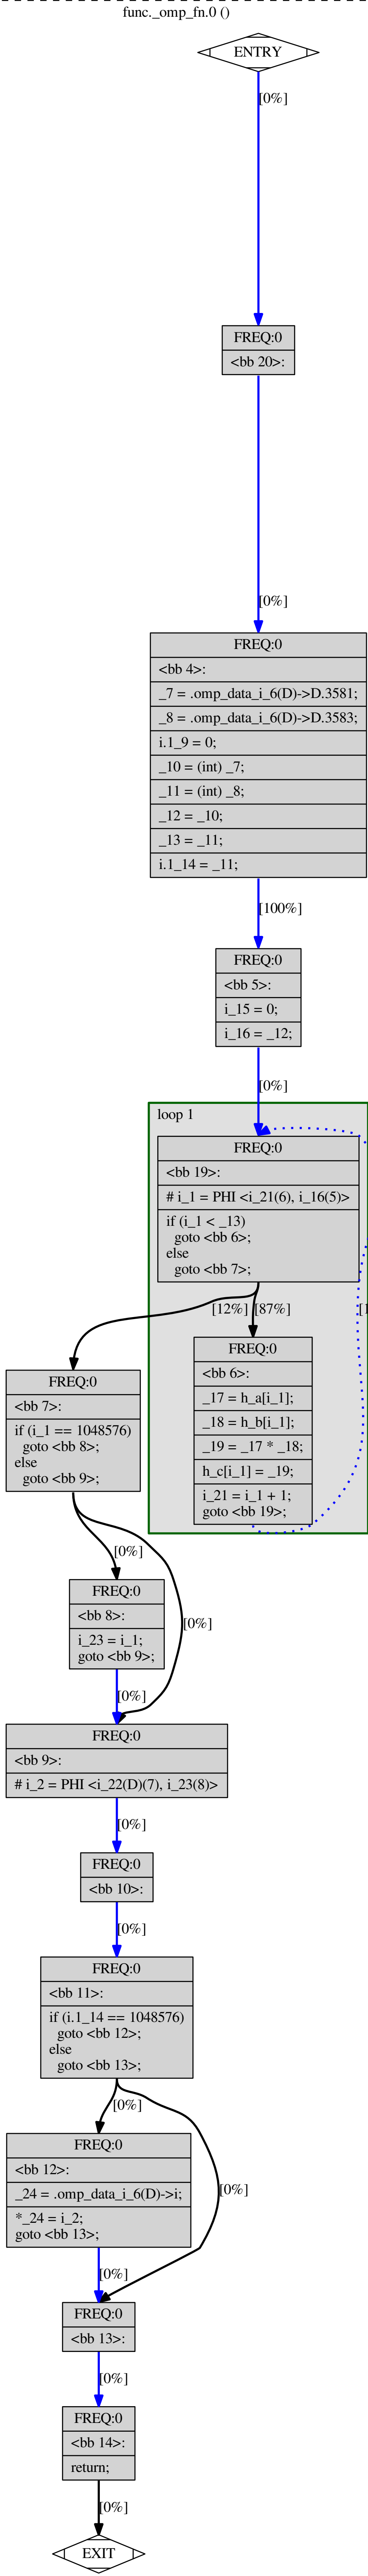 func._omp_fn.0 ()
ENTRY
[0%]
FREQ:0
<bb 20>:
[0%]
FREQ:0
<bb 4>:
_7 = .omp_data_i_6(D)->D.3581;
_8 = .omp_data_i_6(D)->D.3583;
i.1_9 = 0;
_10 = (int) _7;
_11 = (int) _8;
_12 = _10;
_13 = _11;
i.1_14 = _11;
[100%]
FREQ:0
<bb 5>:
i_15 = 0;
i_16 = _12;
[0%]
loop 1
FREQ:0
<bb 19>:
# i_1 = PHI <i_21(6), i_16(5)>
if (i_1 < _13)
goto <bb 6>;
else
goto <bb 7>;
[12%]
[87%]
FREQ:0
<bb 6>:
_17 = h_a[i_1];
_18 = h_b[i_1];
_19 = _17 * _18;
h_c[i_1] = _19;
i_21 = i_1 + 1;
goto <bb 19>;
FREQ:0
<bb 7>:
if (i_1 == 1048576)
goto <bb 8>;
else
goto <bb 9>;
[0%]
[0%]
FREQ:0
<bb 8>:
i_23 = i_1;
goto <bb 9>;
[0%]
FREQ:0
<bb 9>:
# i_2 = PHI <i_22(D)(7), i_23(8)>
[0%]
FREQ:0
<bb 10>:
[0%]
FREQ:0
<bb 11>:
if (i.1_14 == 1048576)
goto <bb 12>;
else
goto <bb 13>;
[0%]
[0%]
FREQ:0
<bb 12>:
_24 = .omp_data_i_6(D)->i;
*_24 = i_2;
goto <bb 13>;
[0%]
FREQ:0
<bb 13>:
[0%]
FREQ:0
<bb 14>:
return;
[0%]
EXIT